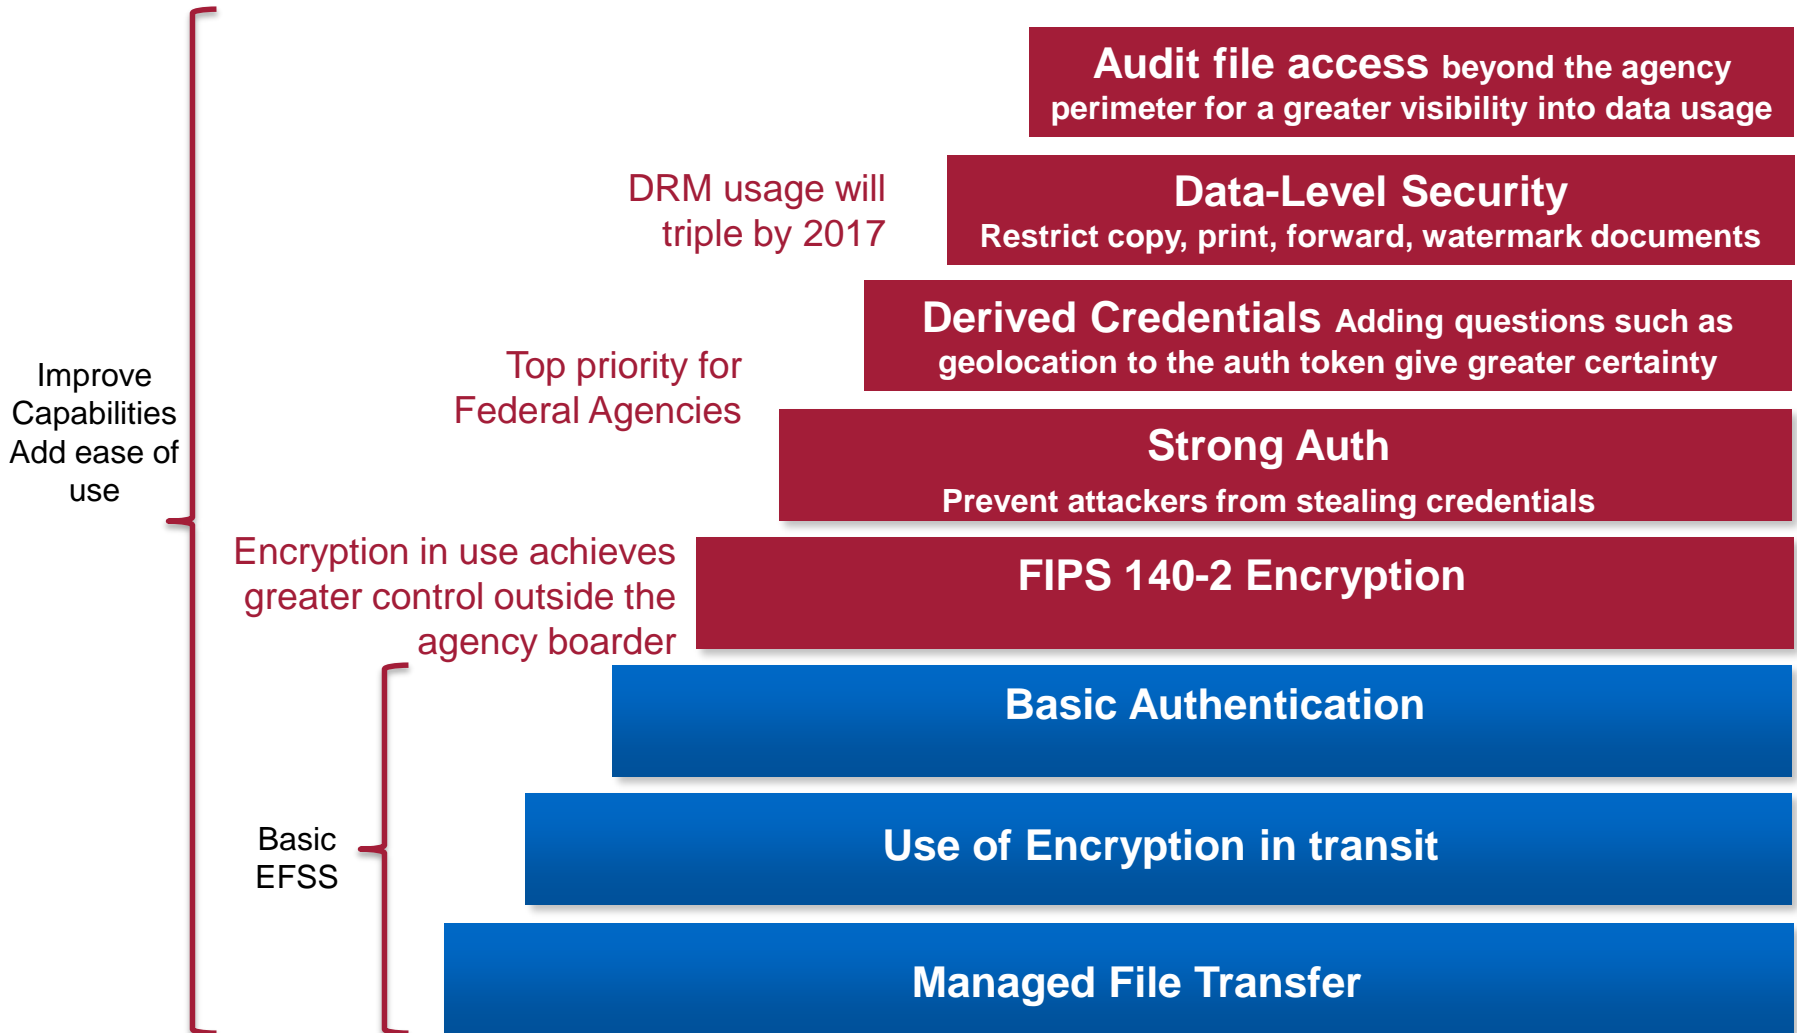 Audit file access beyond the agency
perimeter for a greater visibility into data usage
DRM usage will
triple by 2017
Data-Level Security
Restrict copy, print, forward, watermark documents
Derived Credentials Adding questions such as
geolocation to the auth token give greater certainty
Top priority for
Federal Agencies
Improve
Capabilities
Add ease of
use
Strong Auth
Prevent attackers from stealing credentials
Encryption in use achieves
greater control outside the
agency boarder
FIPS 140-2 Encryption
Basic Authentication
Basic
EFSS
Use of Encryption in transit
Managed File Transfer